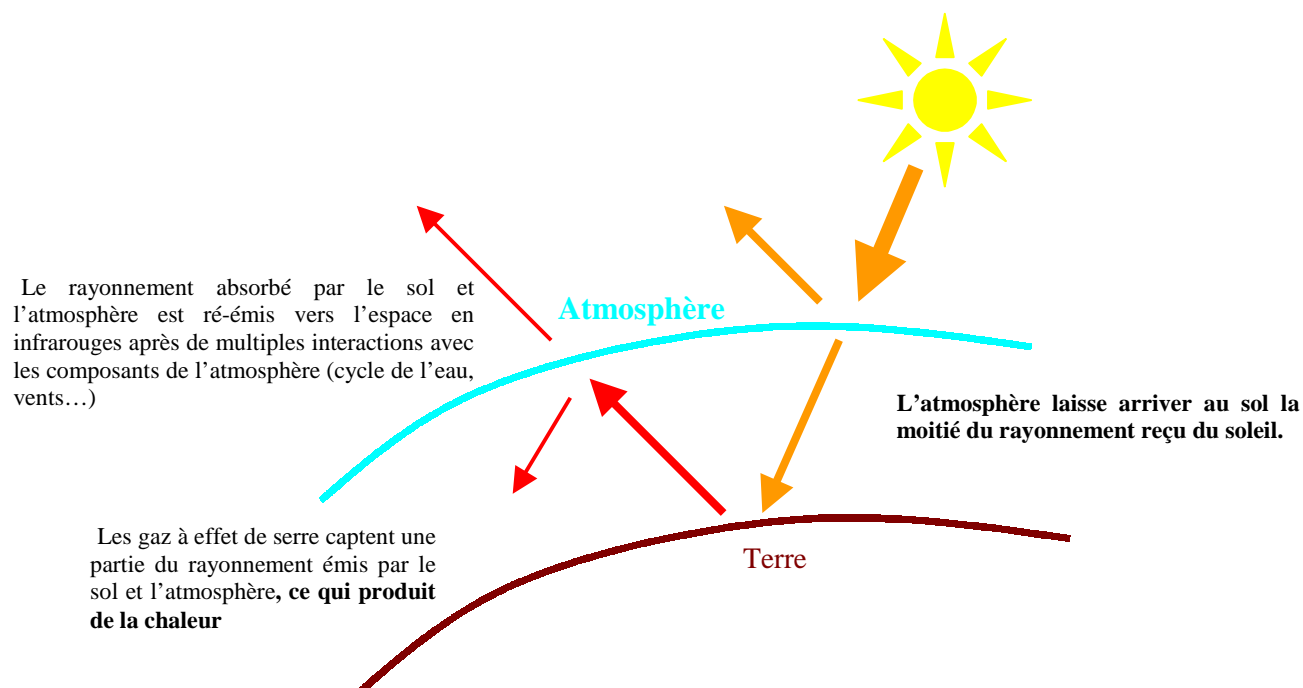 Le rayonnement absorbé par le sol et
l’atmosphère est ré-émis vers l’espace en
infrarouges après de multiples interactions avec
les composants de l’atmosphère (cycle de l’eau,
vents…)
Atmosphère
L’atmosphère laisse arriver au sol la
moitié du rayonnement reçu du soleil.
Les gaz à effet de serre captent une
partie du rayonnement émis par le
sol et l’atmosphère, ce qui produit
de la chaleur
Terre